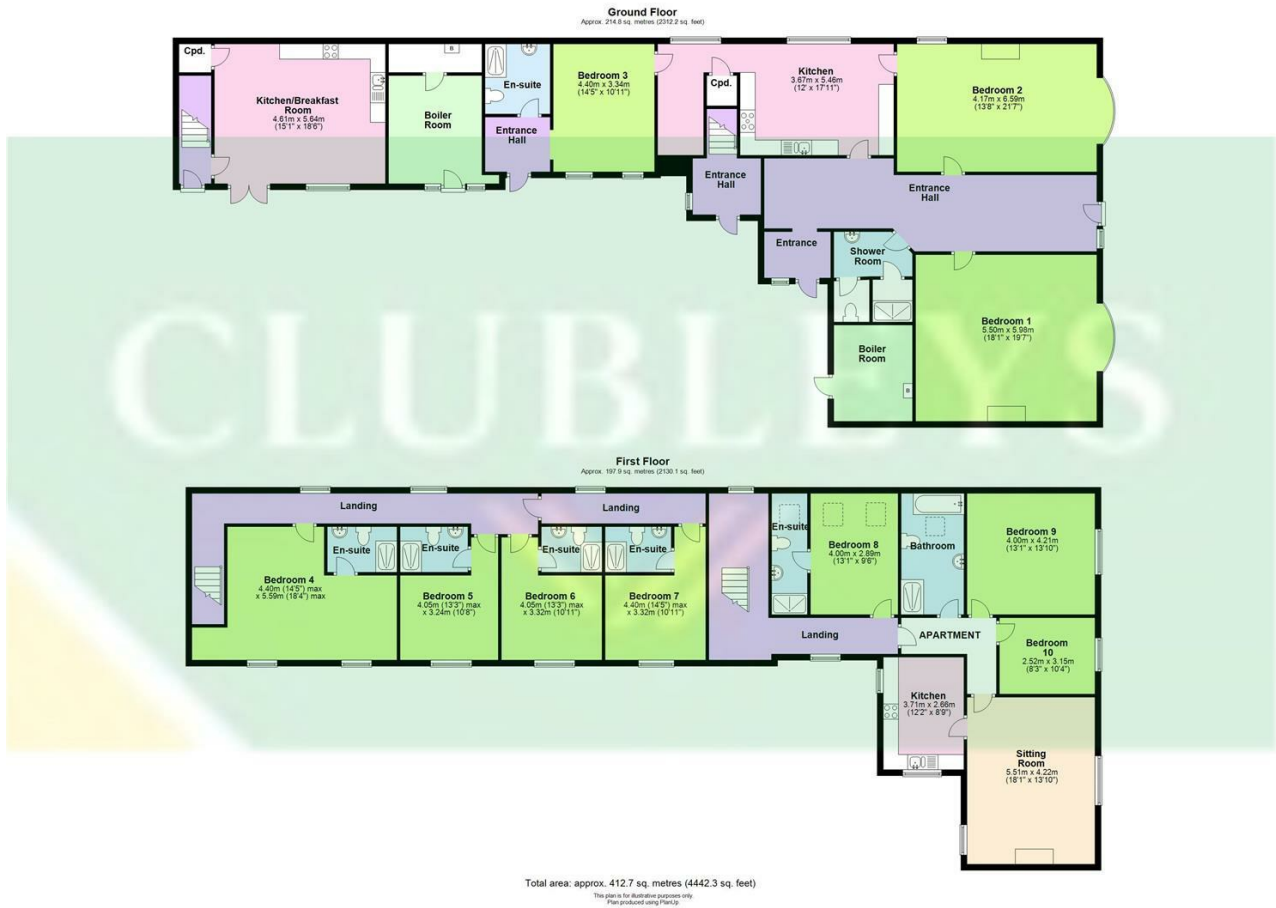 Ground Floor
Approx. 214.8 sq. metres (2312.2 sq. feet)
Cpd.
Kitchen/Breakfast
Room
4.61m x 5.64m
(15'1" x 18'6")
Boiler
Room
En-suite
Entrance
Hall
Bedroom 3
4.40m x 3.34m
(14'5" x 10'11")
Cpd.
Kitchen
3.67m x 5.46m
(12' x 17'11")
Bedroom 2
4.17m x 6.59m
(13'8" x 21'7")
Entrance
Hall
Entrance
Hall
Entrance
Shower
Room
Bedroom 1
5.50m x 5.98m
(18'1" x 19'7")
Boiler
Room
CLUBLEYS
First Floor
Approx. 197.9 sq. metres (2130.1 sq. feet)
Landing
Landing
En-suite
En-suite
En-suite
En-suite
Bedroom 4
4.40m (14'5") max
x 5.59m (18'4") max
Bedroom 5
4.05m (13'3") max
x 3.24m (10'8")
Bedroom 6
4.05m (13'3") max
x 3.32m (10'11")
Bedroom 7
4.40m (14'5") max
x 3.32m (10'11")
En-suite
Bedroom 8
4.00m x 2.89m
(13'1" x 9'6")
Bathroom
Bedroom 9
4.00m x 4.21m
(13'1" x 13'10")
Landing
APARTMENT
Bedroom
10
2.52m x 3.15m
(8'3" x 10'4")
Kitchen
3.71m x 2.66m
(12'2" x 8'9")
Sitting
Room
5.51m x 4.22m
(18'1" x 13'10")
Total area: approx. 412.7 sq. metres (4442.3 sq. feet)
This plan is for illustrative purposes only
Plan produced using PlanUp.